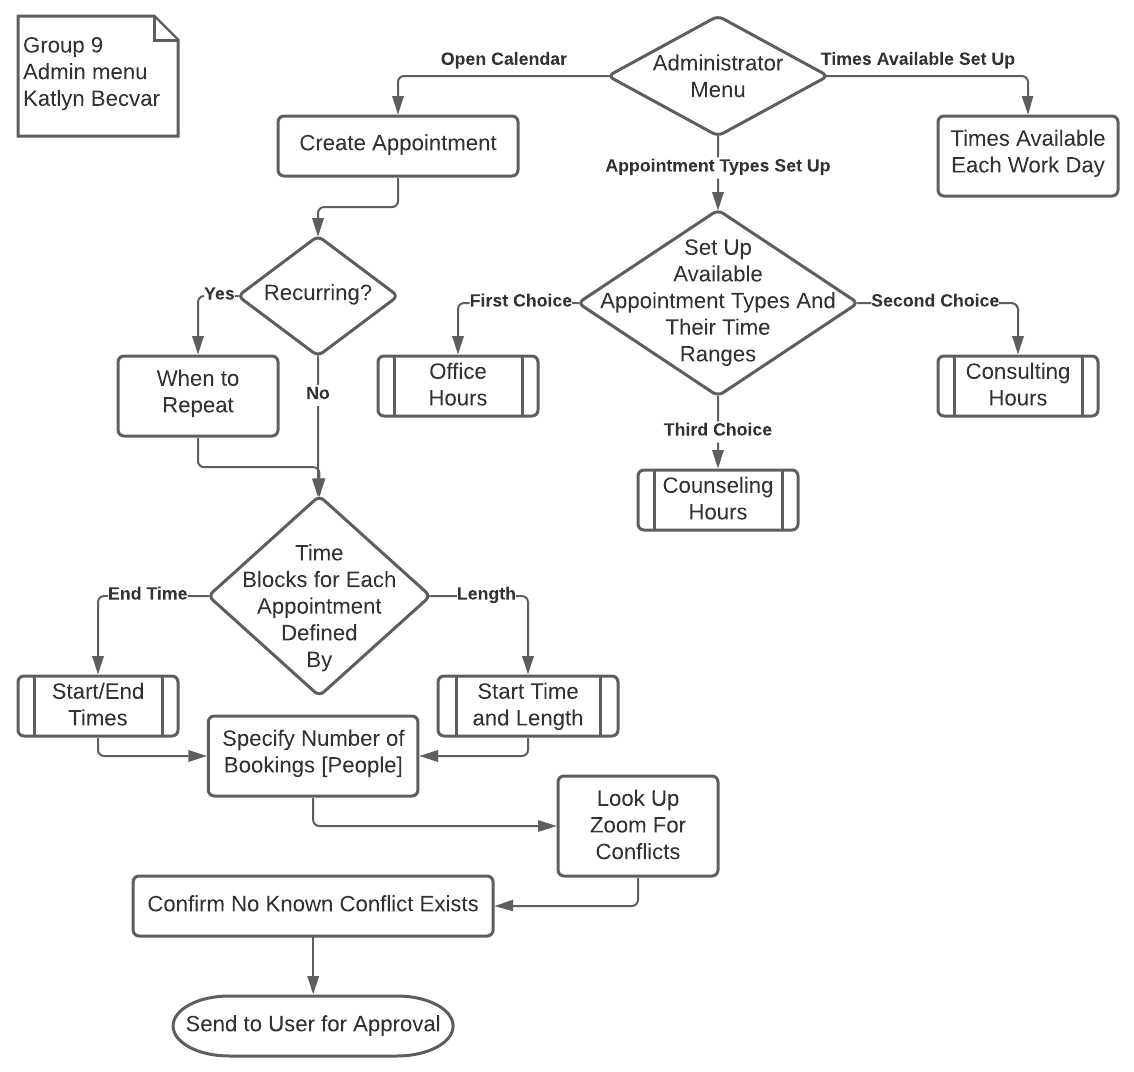 Group 9
Admin menu
Katlyn Becvar
Open Calendar
Administrator
Menu
Times Available Set Up
Create Appointment
Appointment Types Set Up
Times Available
Each Work Day
Yes
Recurring?
When to
Repeat
No
First Choice
Set Up
Available
Appointment Types And
Their Time
Ranges
Second Choice
Office
Hours
Consulting
Hours
Third Choice
Counseling
Hours
End Time
Time
Blocks for Each
Appointment
Defined
By
Length
Start/End
Times
Start Time
and Length
Specify Number of
Bookings [People]
Look Up
Zoom For
Conflicts
Confirm No Known Conflict Exists
Send to User for Approval